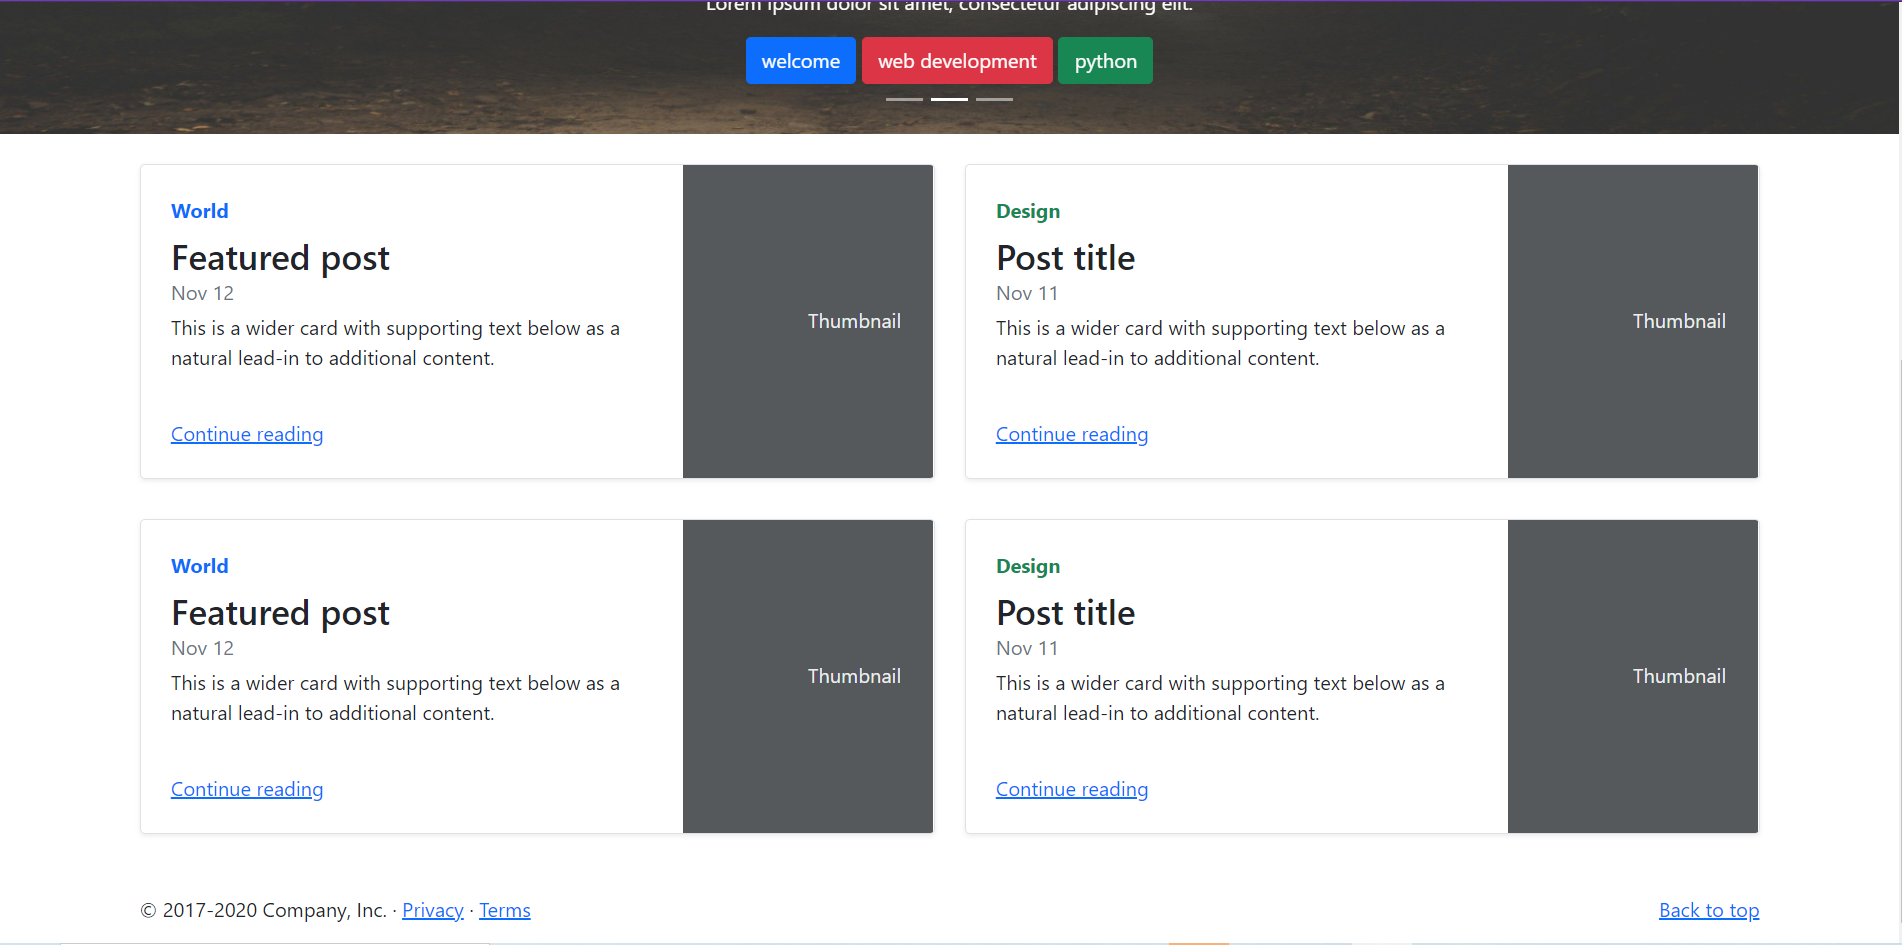 Lorem ipsum dolor sit amet, consectetur adipiscing elit.
welcome web development python
World
Featured post
Nov 12
This is a wider card with supporting text below as a
natural lead-in to additional content.
Continue reading
Thumbnail
Design
Post title
Nov 11
This is a wider card with supporting text below as a
natural lead-in to additional content.
Continue reading
Thumbnail
World
Featured post
Nov 12
This is a wider card with supporting text below as a
natural lead-in to additional content.
Continue reading
Thumbnail
Design
Post title
Nov 11
This is a wider card with supporting text below as a
natural lead-in to additional content.
Continue reading
Thumbnail
© 2017-2020 Company, Inc. · Privacy · Terms
Back to top